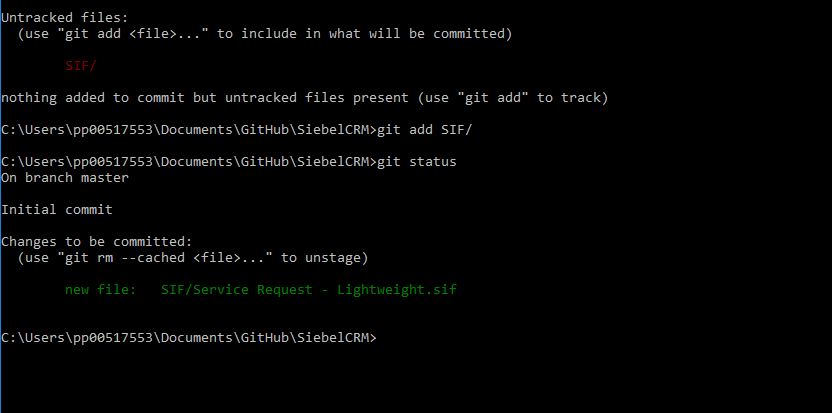 Untracked files:
  (use "git add <file>..." to include in what will be committed)
        SIF/
nothing added to commit but untracked files present (use "git add" to track)
C:\Users\pp00517553\Documents\GitHub\SiebelCRM>git add SIF/
C:\Users\pp00517553\Documents\GitHub\SiebelCRM>git status
On branch master
Initial commit
Changes to be committed:
  (use "git rm --cached <file>..." to unstage)
        new file:   SIF/Service Request - Lightweight.sif
C:\Users\pp00517553\Documents\GitHub\SiebelCRM>